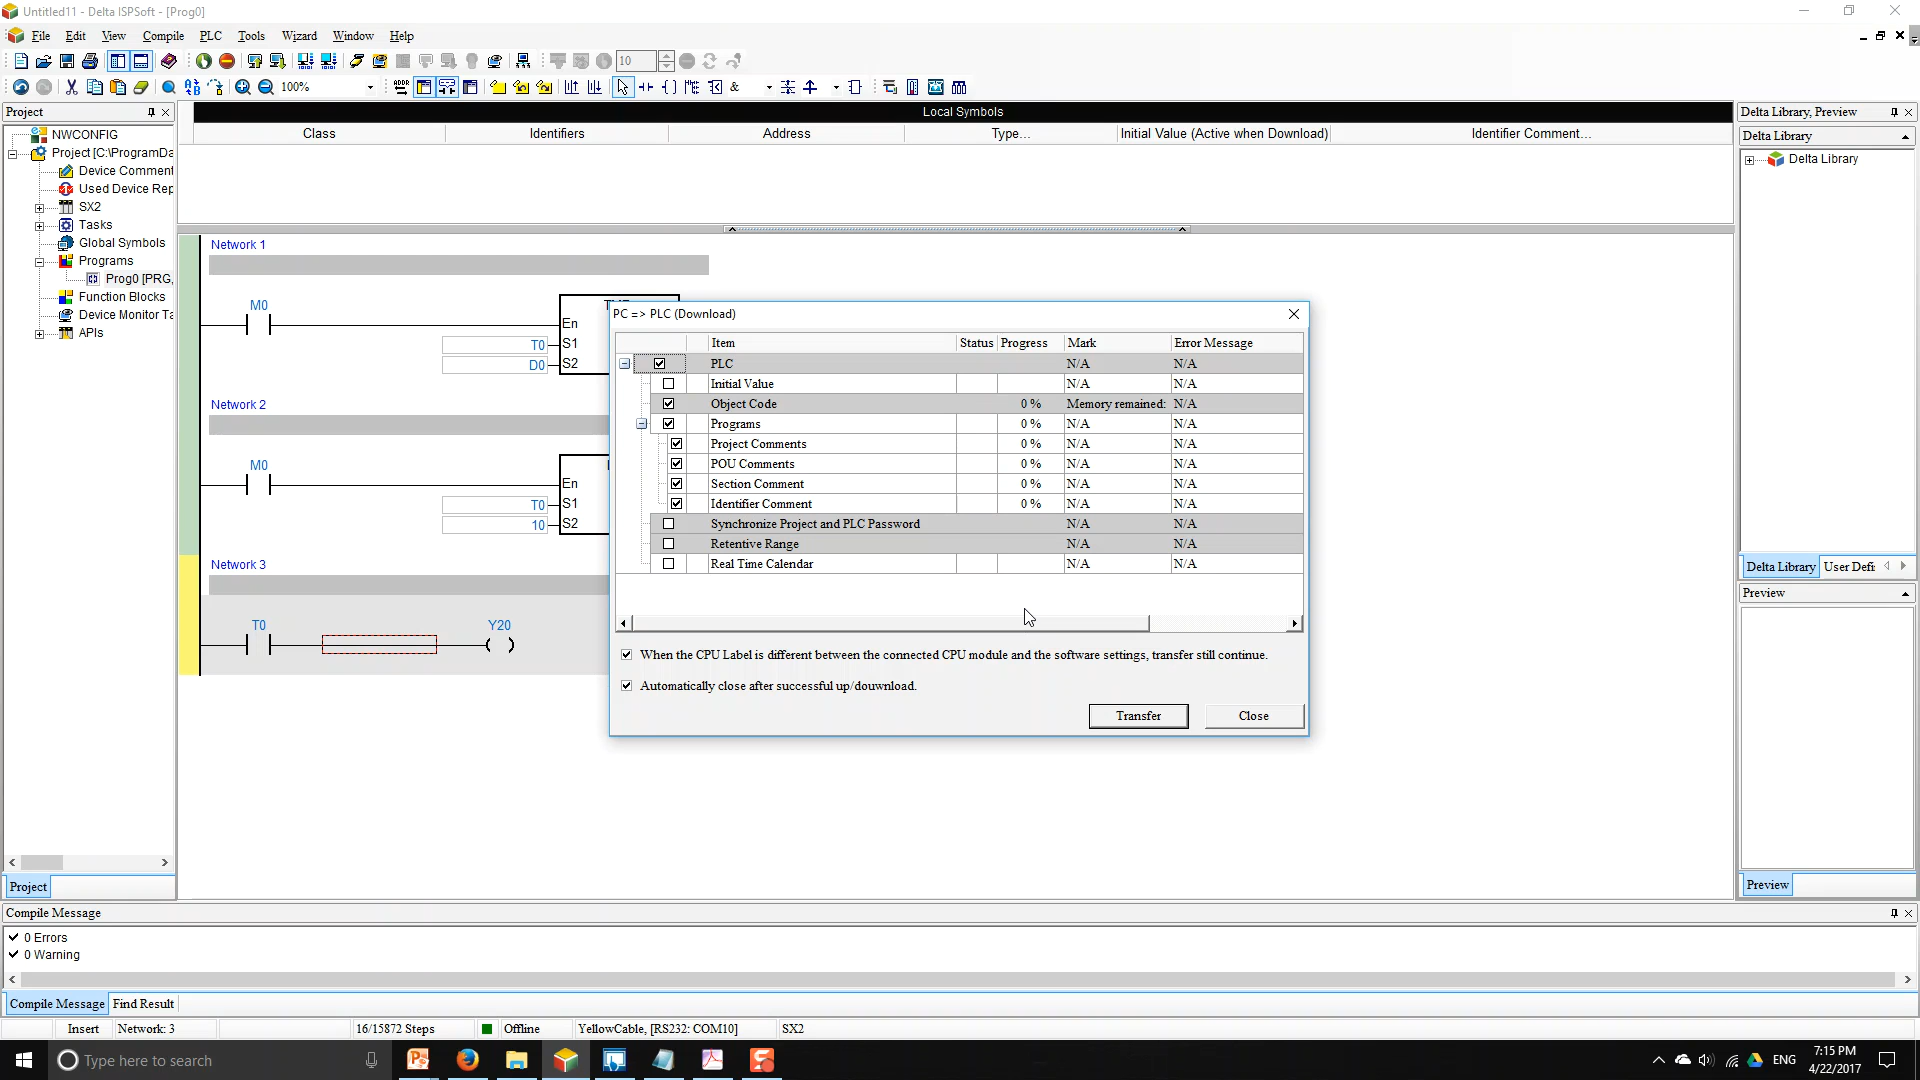 Untitled11 - Delta ISPSoft - [Prog0]
File Edit View Compile PLC Tools Wizard Window Help
10
100%
&
Project
NWCONFIG
Project [C:\ProgramDa
Device Comment
Used Device Rep
SX2
Tasks
Global Symbols
Programs
Prog0 [PRG,
Function Blocks
Device Monitor Ta
APIs
Project
Local Symbols
Class Identifiers Address Type... Initial Value (Active when Download) Identifier Comment...
Network 1
M0
En
T0 S1
D0 S2
Network 2
M0
En
T0 S1
10 S2
Network 3
T0 Y20
PC => PLC (Download)
Item Status Progress Mark Error Message
PLC N/A N/A
Initial Value N/A N/A
Object Code 0 % Memory remained: N/A
Programs 0 % N/A N/A
Project Comments 0 % N/A N/A
POU Comments 0 % N/A N/A
Section Comment 0 % N/A N/A
Identifier Comment 0 % N/A N/A
Synchronize Project and PLC Password N/A N/A
Retentive Range N/A N/A
Real Time Calendar N/A N/A
When the CPU Label is different between the connected CPU module and the software settings, transfer still continue.
Automatically close after successful up/douwnload.
Transfer Close
Delta Library, Preview
Delta Library
Delta Library
Delta Library User Defi
Preview
Preview
Compile Message
0 Errors
0 Warning
Compile Message Find Result
Insert Network: 3 16/15872 Steps Offline YellowCable, [RS232: COM10] SX2
Type here to search
ENG
7:15 PM
4/22/2017